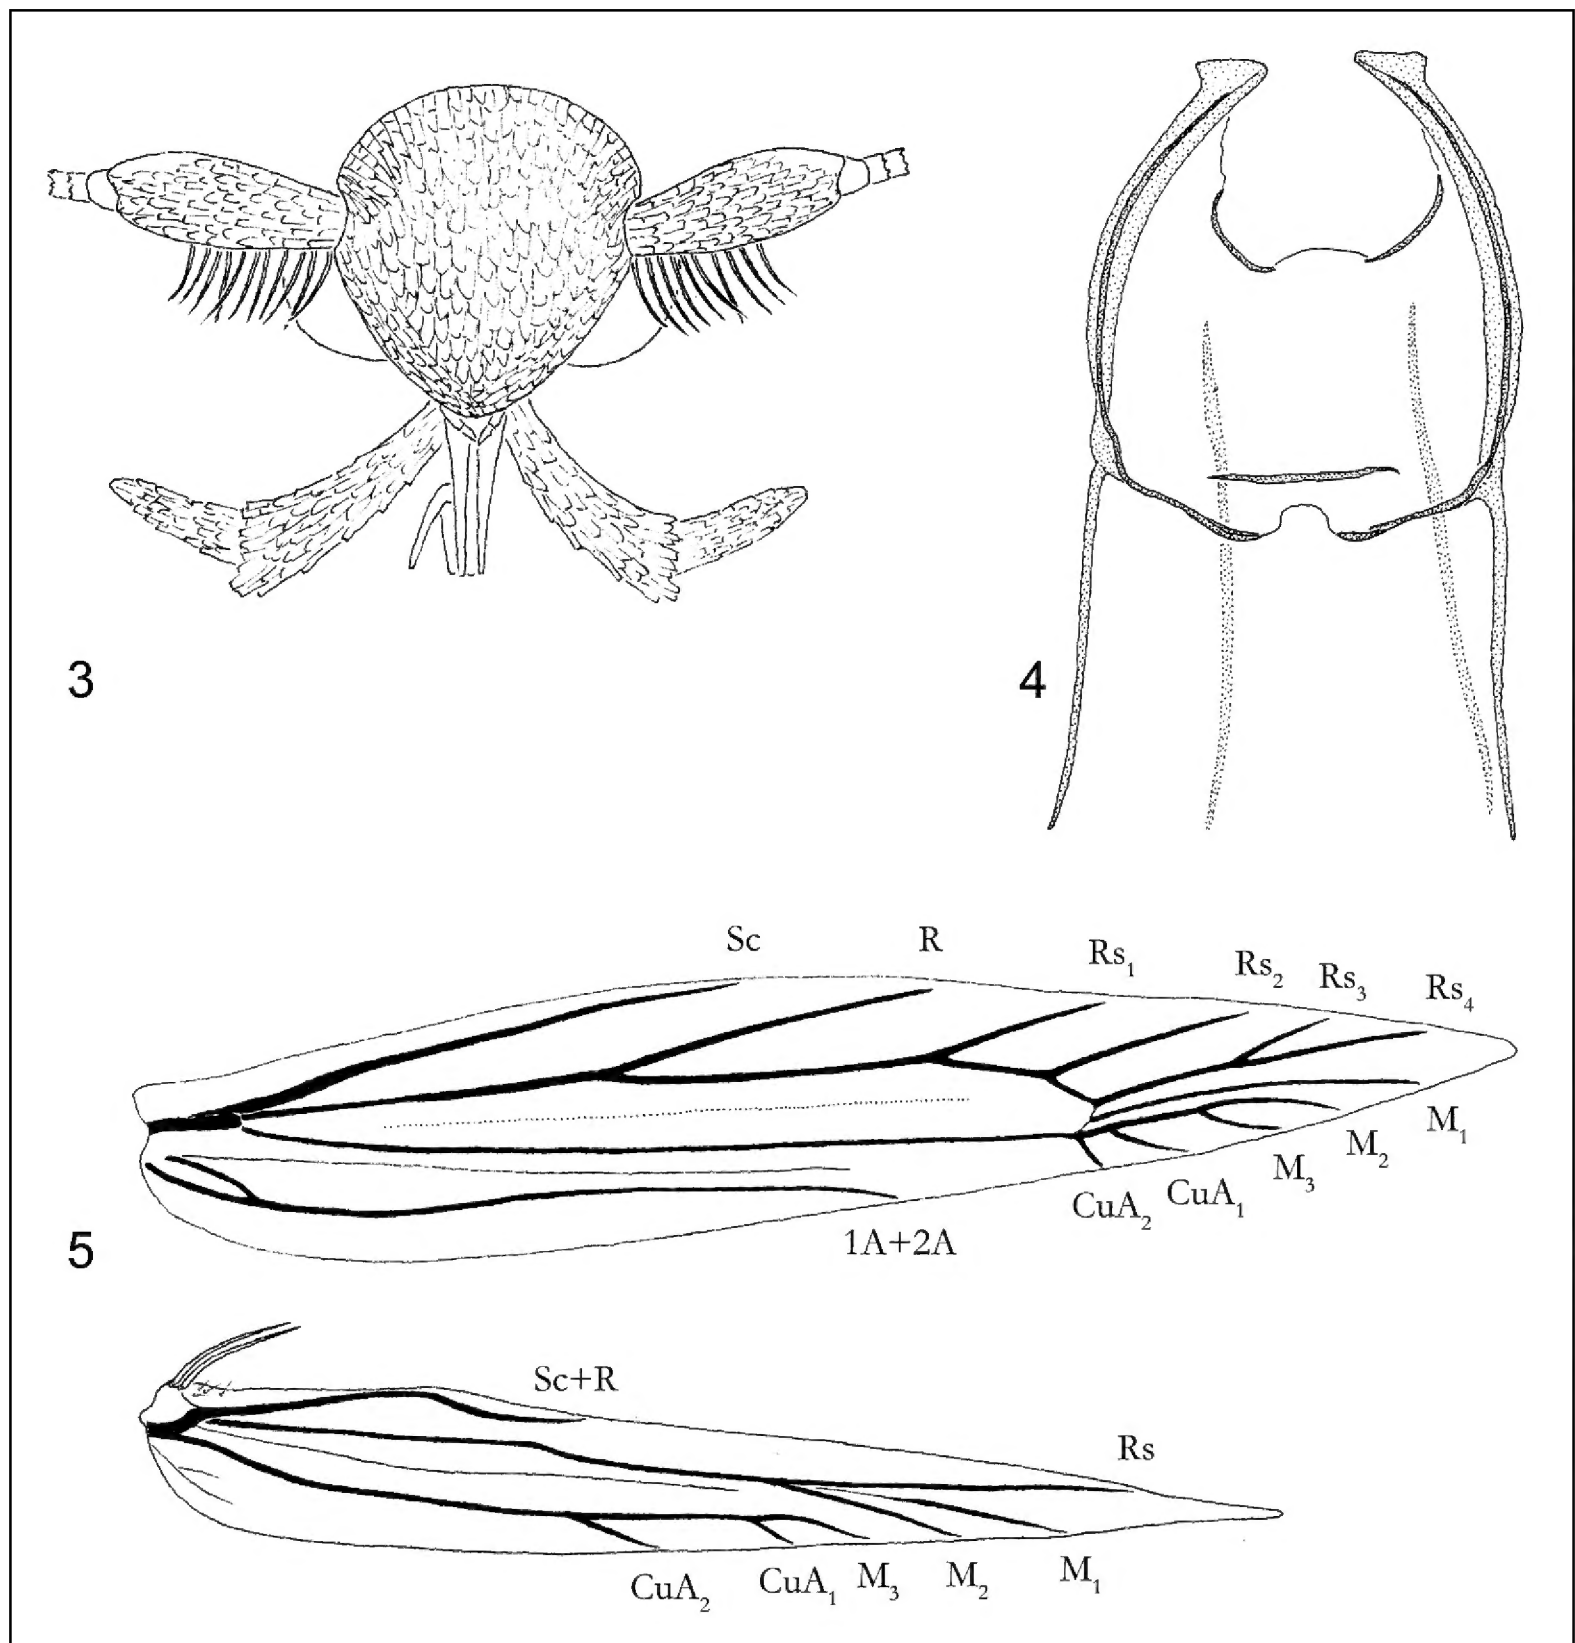 3
4
Sc R Rs₁ Rs₂ Rs₃ Rs₄
M₁
M₂
M₃
CuA₁
CuA₂
1A+2A
5
Sc+R
Rs
CuA₂ CuA₁ M₃ M₂ M₁